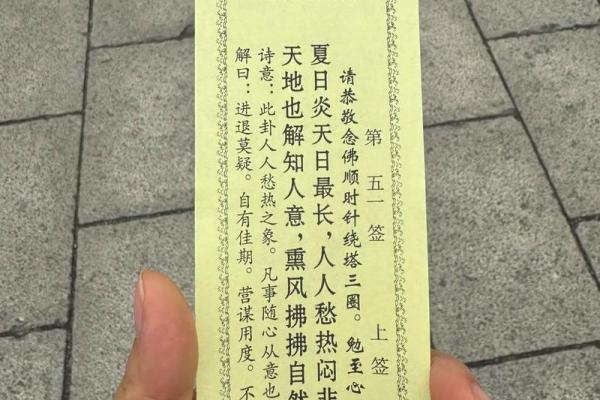 第五一签 上签
请恭敬念佛顺时针绕塔三圈。勉至心
夏日炎天日最长，人人愁热闷非
天地也解知人意，熏风拂拂自然
诗意：此卦人人愁热之象。凡事随心从意也
解曰：进退莫疑。自有佳期。营谋用度。不